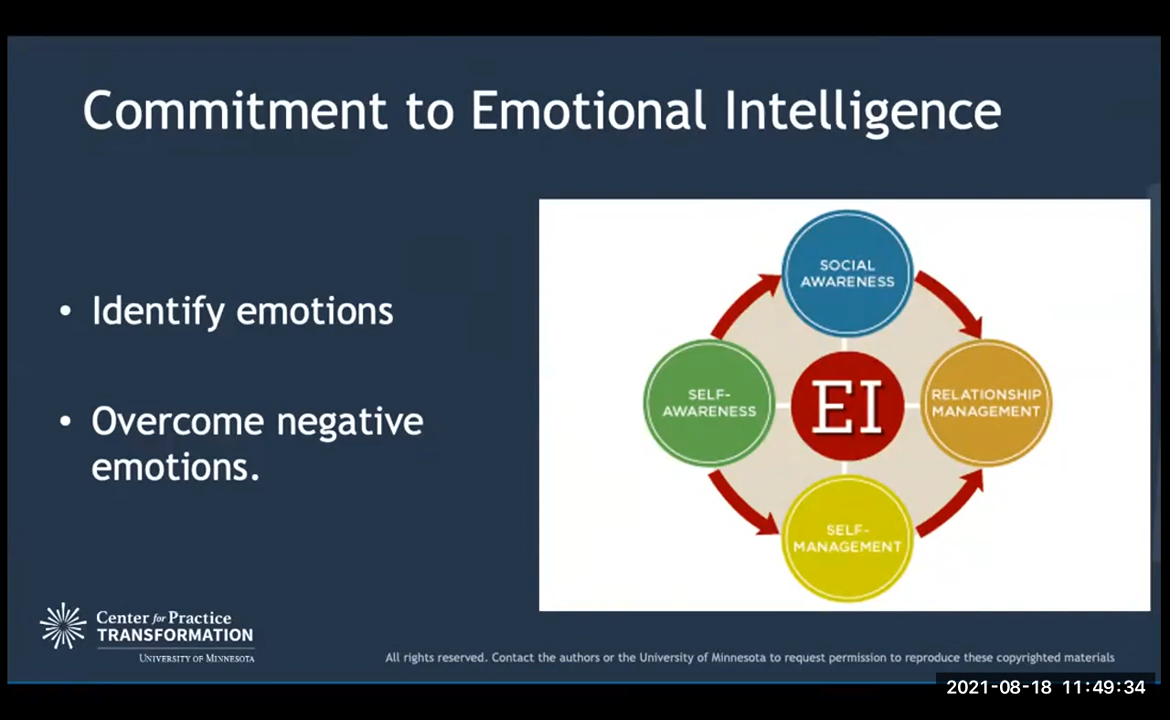 Commitment to Emotional Intelligence
• Identify emotions
• Overcome negative
emotions.
SOCIAL
AWARENESS
SELF-
AWARENESS
EI
RELATIONSHIP
MANAGEMENT
SELF-
MANAGEMENT
Center for Practice
TRANSFORMATION
UNIVERSITY OF MINNESOTA
All rights reserved. Contact the authors or the University of Minnesota to request permission to reproduce these copyrighted materials
2021-08-18 11:49:34